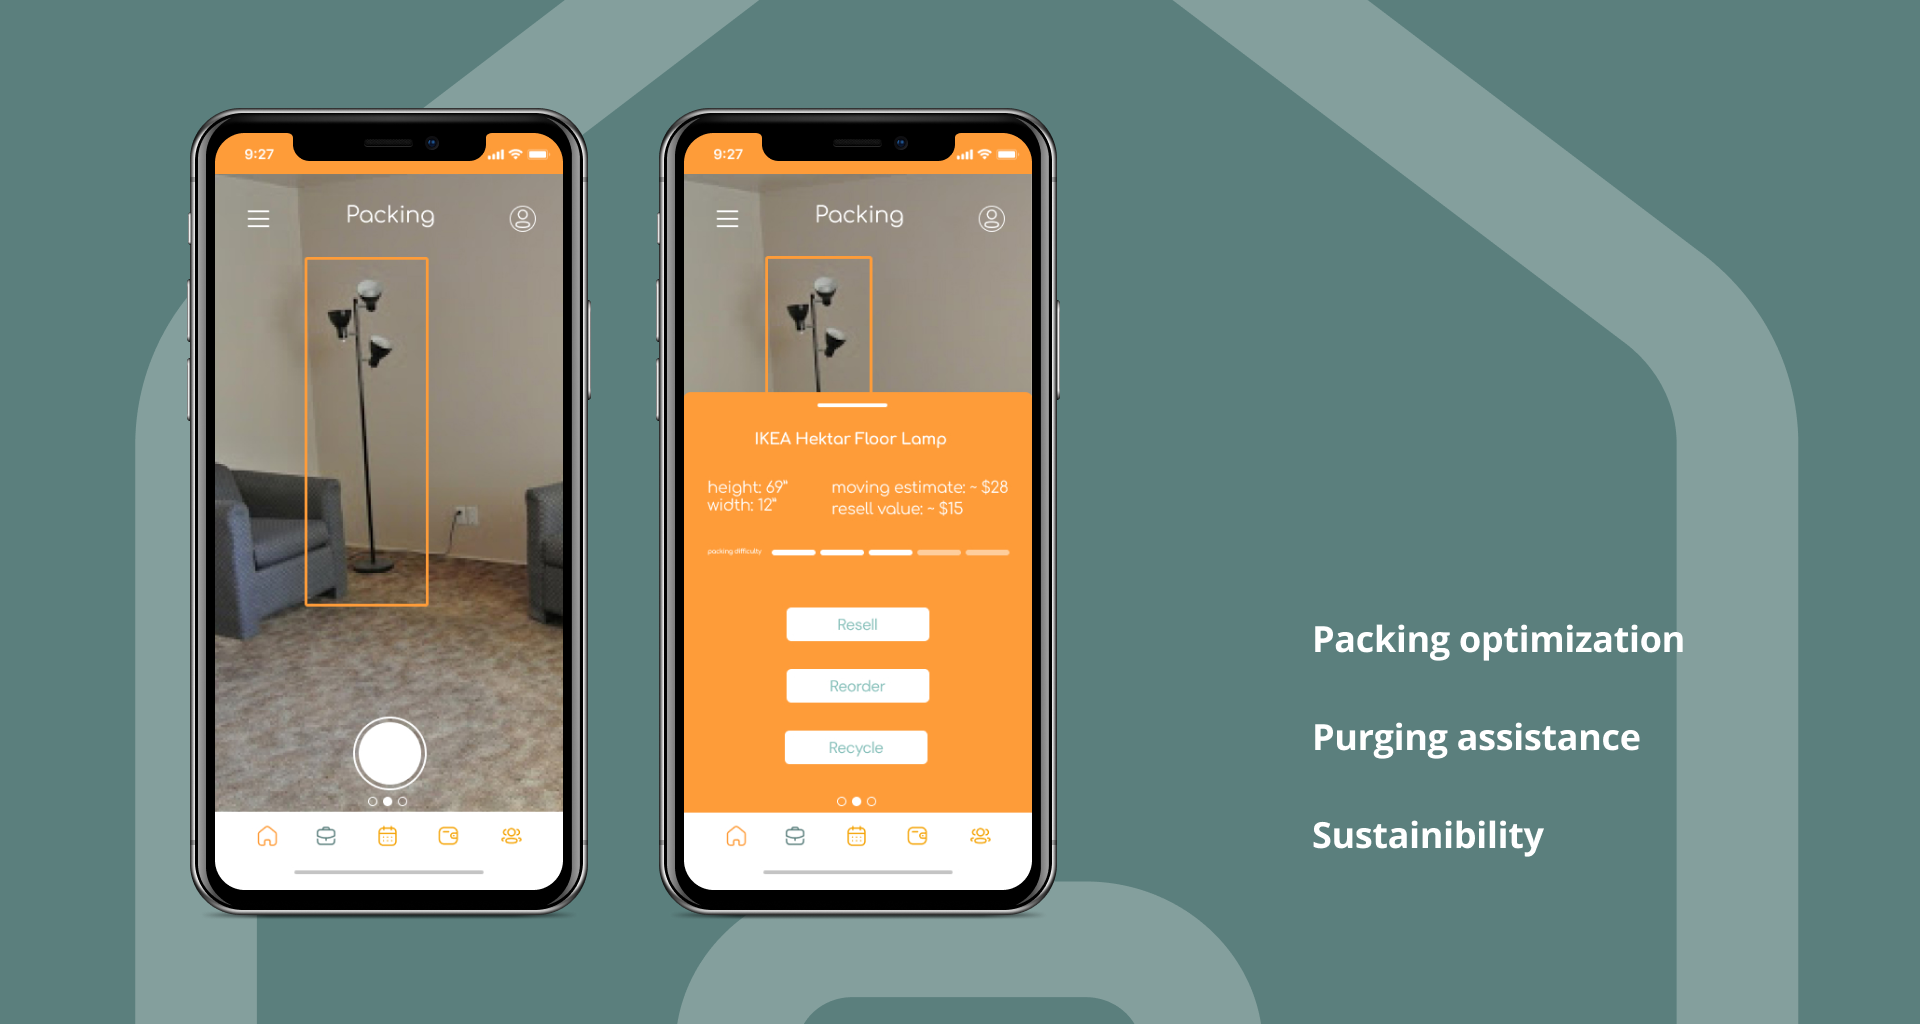 9:27
Packing
9:27
Packing
IKEA Hektar Floor Lamp
height: 69"
width: 12"
moving estimate: ~ $28
resell value: ~ $15
packing difficulty
Resell
Reorder
Recycle
Packing optimization
Purging assistance
Sustainibility